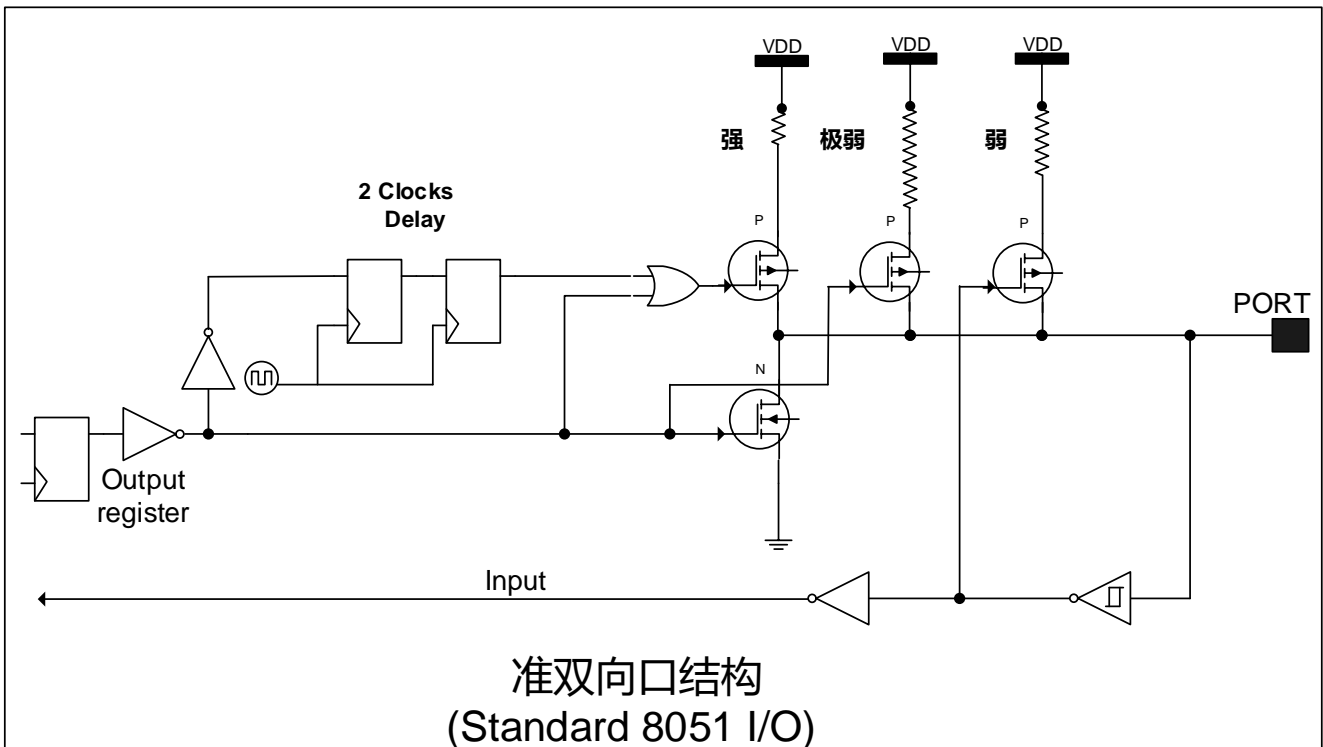 VDD
VDD
VDD
强
极弱
弱
2 Clocks
Delay
P
P
P
PORT
N
Output
register
Input
准双向口结构
(Standard 8051 I/O)